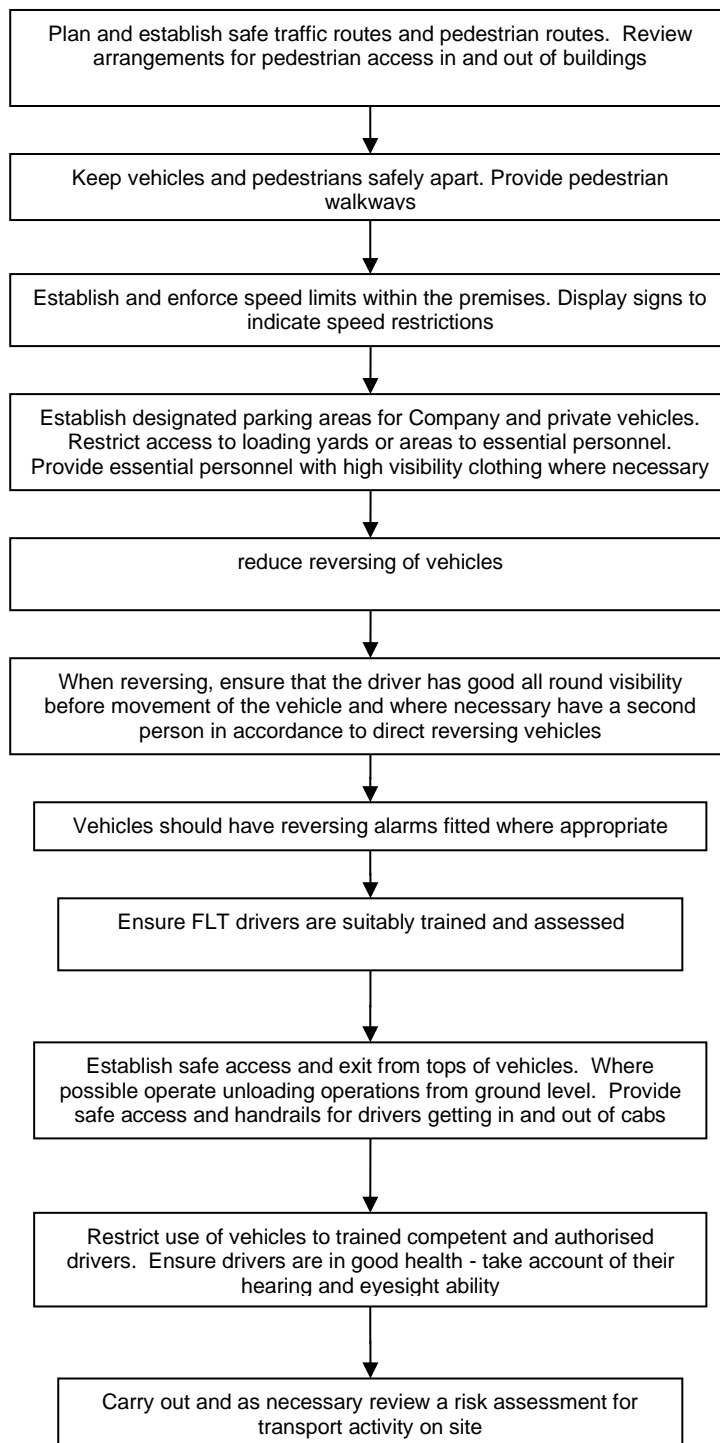 Plan and establish safe traffic routes and pedestrian routes.  Review
arrangements for pedestrian access in and out of buildings
Keep vehicles and pedestrians safely apart. Provide pedestrian
walkways
Establish and enforce speed limits within the premises. Display signs to
indicate speed restrictions
Establish designated parking areas for Company and private vehicles.
Restrict access to loading yards or areas to essential personnel.
Provide essential personnel with high visibility clothing where necessary
reduce reversing of vehicles
When reversing, ensure that the driver has good all round visibility
before movement of the vehicle and where necessary have a second
person in accordance to direct reversing vehicles
Vehicles should have reversing alarms fitted where appropriate
Ensure FLT drivers are suitably trained and assessed
Establish safe access and exit from tops of vehicles.  Where
possible operate unloading operations from ground level.  Provide
safe access and handrails for drivers getting in and out of cabs
Restrict use of vehicles to trained competent and authorised
drivers.  Ensure drivers are in good health - take account of their
hearing and eyesight ability
Carry out and as necessary review a risk assessment for
transport activity on site